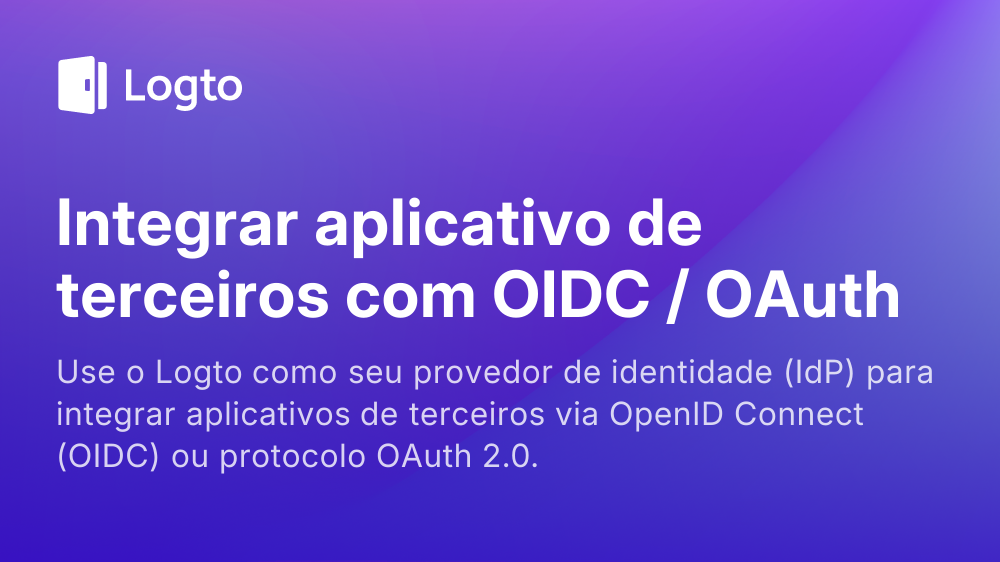 Logto
Integrar aplicativo de
terceiros com OIDC / OAuth
Use o Logto como seu provedor de identidade (IdP) para
integrar aplicativos de terceiros via OpenID Connect
(OIDC) ou protocolo OAuth 2.0.